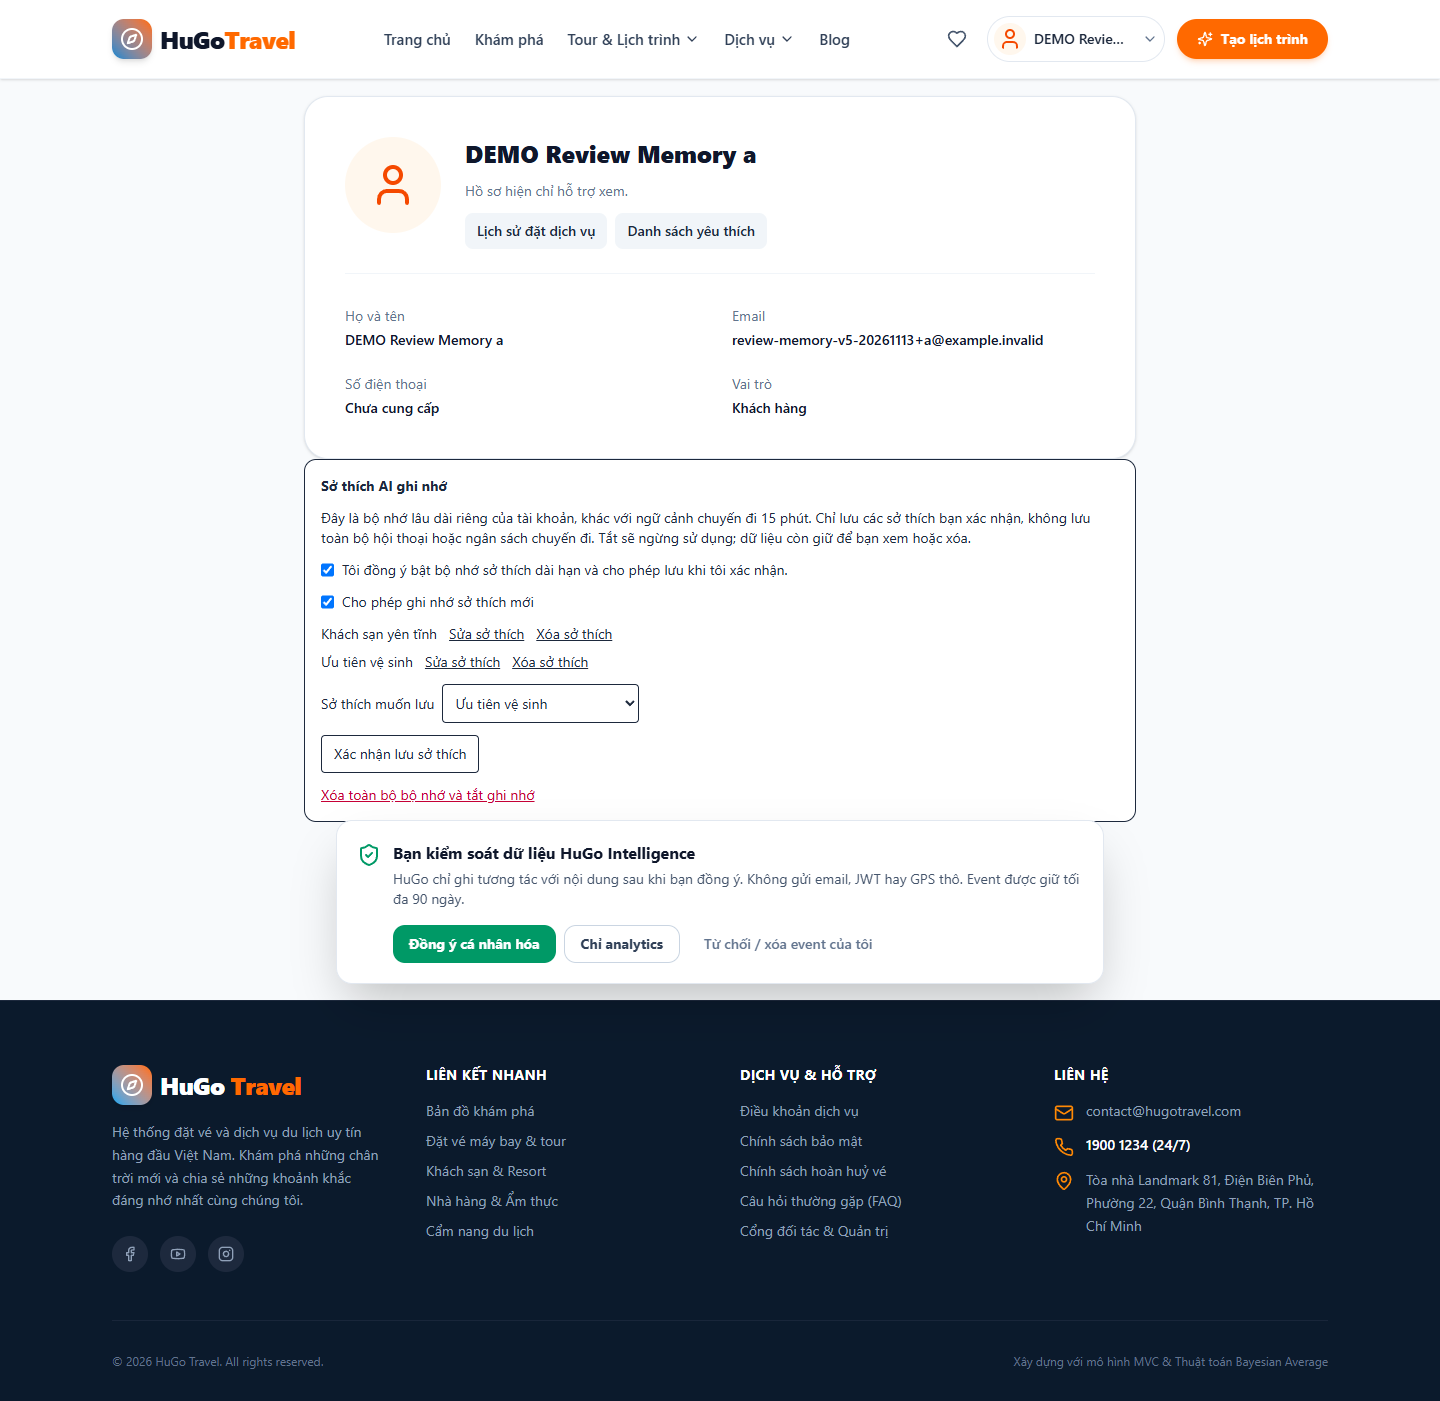 HuGoTravel
Trang chủ
Khám phá
Tour & Lịch trình
Dịch vụ
Blog
DEMO Revie...
Tạo lịch trình
DEMO Review Memory a
Hồ sơ hiện chỉ hỗ trợ xem.
Lịch sử đặt dịch vụ
Danh sách yêu thích
Họ và tên
DEMO Review Memory a
Email
review-memory-v5-20261113+a@example.invalid
Số điện thoại
Chưa cung cấp
Vai trò
Khách hàng
Sở thích AI ghi nhớ
Đây là bộ nhớ lâu dài riêng của tài khoản, khác với ngữ cảnh chuyến đi 15 phút. Chỉ lưu các sở thích bạn xác nhận, không lưu
toàn bộ hội thoại hoặc ngân sách chuyến đi. Tắt sẽ ngừng sử dụng; dữ liệu còn giữ để bạn xem hoặc xóa.
Tôi đồng ý bật bộ nhớ sở thích dài hạn và cho phép lưu khi tôi xác nhận.
Cho phép ghi nhớ sở thích mới
Khách sạn yên tĩnh Sửa sở thích Xóa sở thích
Ưu tiên vệ sinh Sửa sở thích Xóa sở thích
Sở thích muốn lưu Ưu tiên vệ sinh
Xác nhận lưu sở thích
Xóa toàn bộ bộ nhớ và tắt ghi nhớ
Bạn kiểm soát dữ liệu HuGo Intelligence
HuGo chỉ ghi tương tác với nội dung sau khi bạn đồng ý. Không gửi email, JWT hay GPS thô. Event được giữ tối
đa 90 ngày.
Đồng ý cá nhân hóa
Chỉ analytics
Từ chối / xóa event của tôi
HuGo Travel
Hệ thống đặt vé và dịch vụ du lịch uy tín
hàng đầu Việt Nam. Khám phá những chân
trời mới và chia sẻ những khoảnh khắc
đáng nhớ nhất cùng chúng tôi.
LIÊN KẾT NHANH
Bản đồ khám phá
Đặt vé máy bay & tour
Khách sạn & Resort
Nhà hàng & Ẩm thực
Cẩm nang du lịch
DỊCH VỤ & HỖ TRỢ
Điều khoản dịch vụ
Chính sách bảo mật
Chính sách hoàn huỷ vé
Câu hỏi thường gặp (FAQ)
Cổng đối tác & Quản trị
LIÊN HỆ
contact@hugotravel.com
1900 1234 (24/7)
Tòa nhà Landmark 81, Điện Biên Phủ,
Phường 22, Quận Bình Thạnh, TP. Hồ
Chí Minh
© 2026 HuGo Travel. All rights reserved.
Xây dựng với mô hình MVC & Thuật toán Bayesian Average